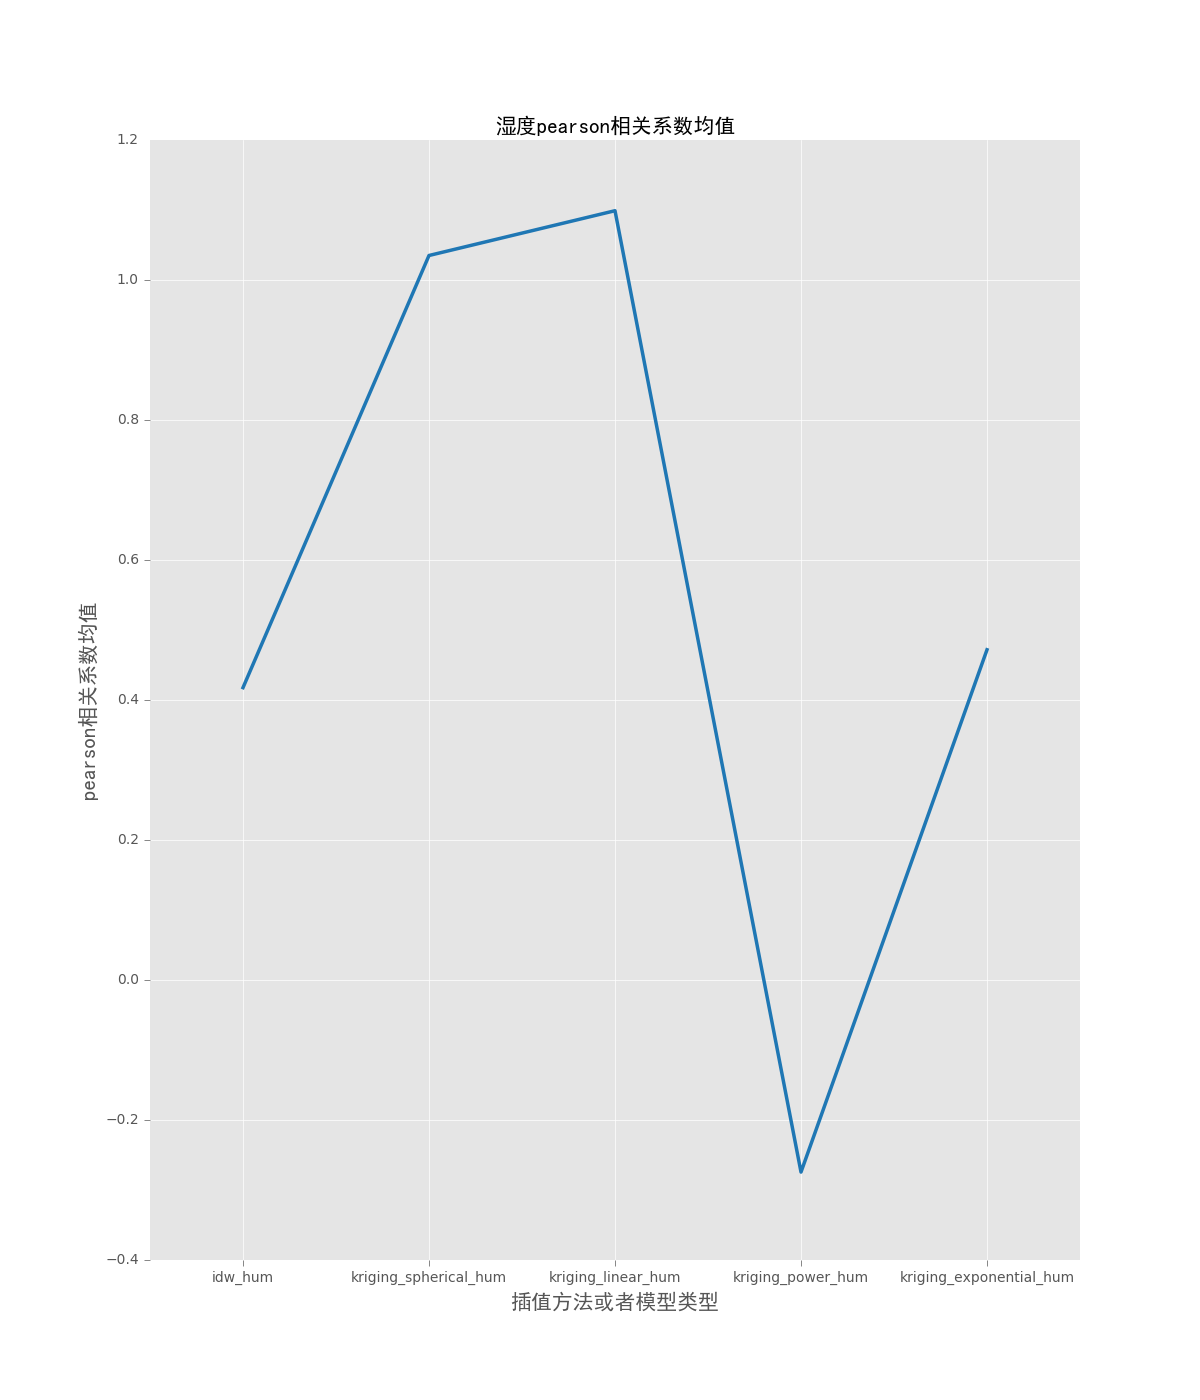 湿度pearson相关系数均值
1.2
1.0
0.8
0.6
0.4
0.2
0.0
−0.2
−0.4
pearson相关系数均值
idw_hum
kriging_spherical_hum
kriging_linear_hum
kriging_power_hum
kriging_exponential_hum
插值方法或者模型类型